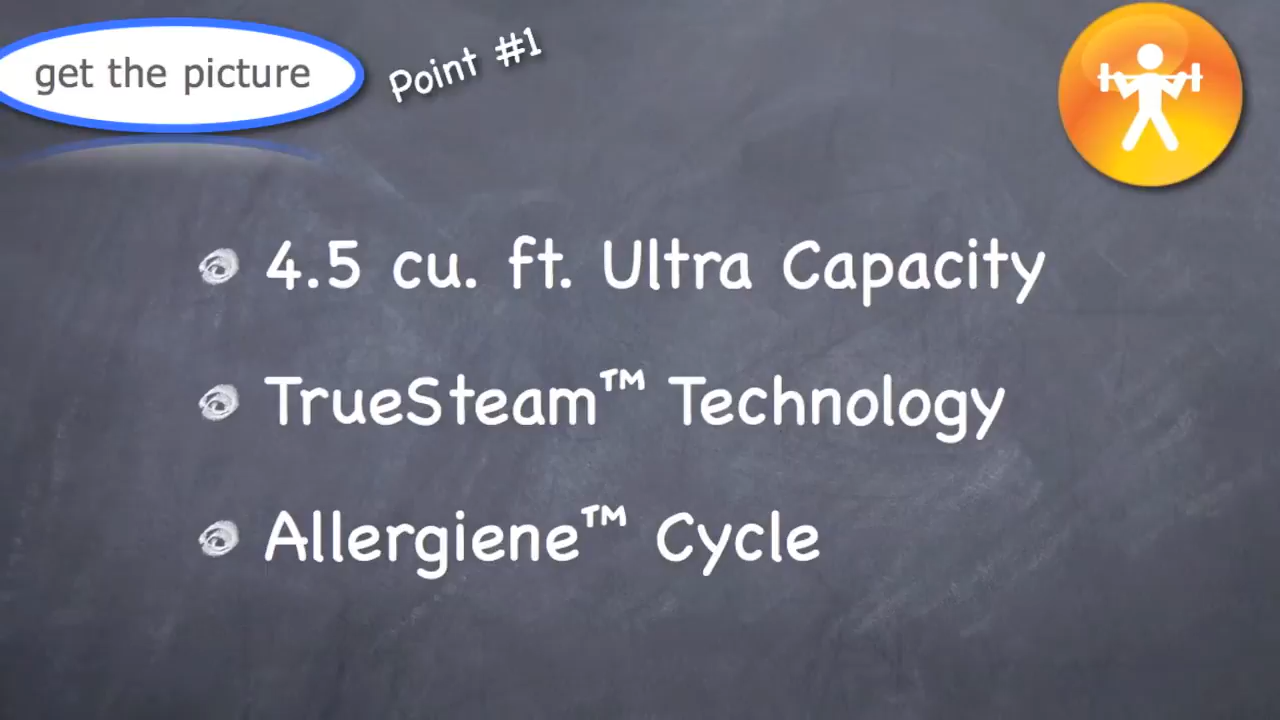 get the picture
Point #1
4.5 cu. ft. Ultra Capacity
TrueSteam™ Technology
Allergiene™ Cycle